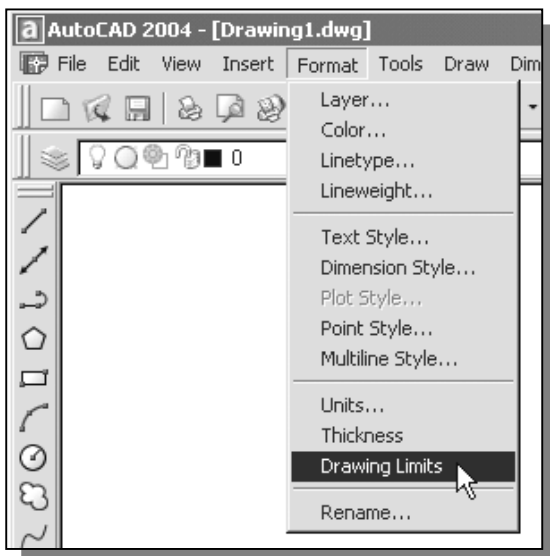 a AutoCAD 2004 - [Drawing1.dwg]
File Edit View Insert Format Tools Draw Dim
0
Layer...
Color...
Linetype...
Lineweight...
Text Style...
Dimension Style...
Plot Style...
Point Style...
Multiline Style...
Units...
Thickness
Drawing Limits
Rename...